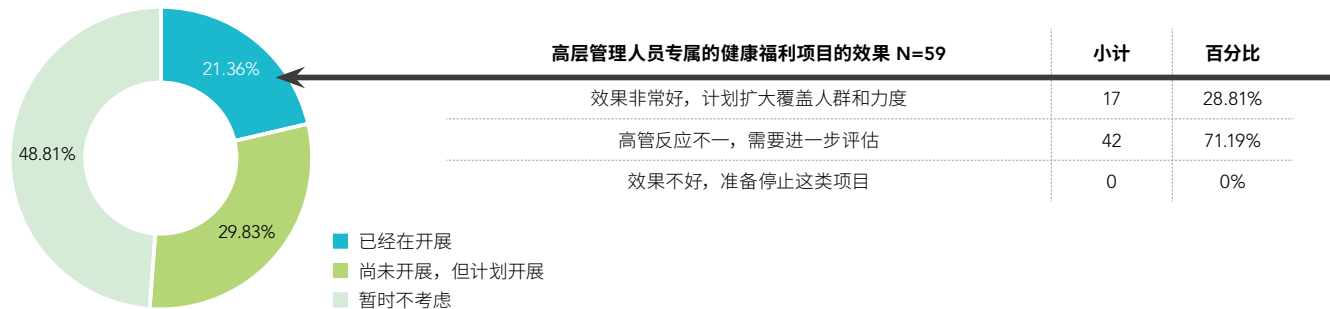 21.36%
48.81%
29.83%
已经在开展
尚未开展，但计划开展
暂时不考虑
高层管理人员专属的健康福利项目的效果 N=59 小计 百分比
效果非常好，计划扩大覆盖人群和力度 17 28.81%
高管反应不一，需要进一步评估 42 71.19%
效果不好，准备停止这类项目 0 0%